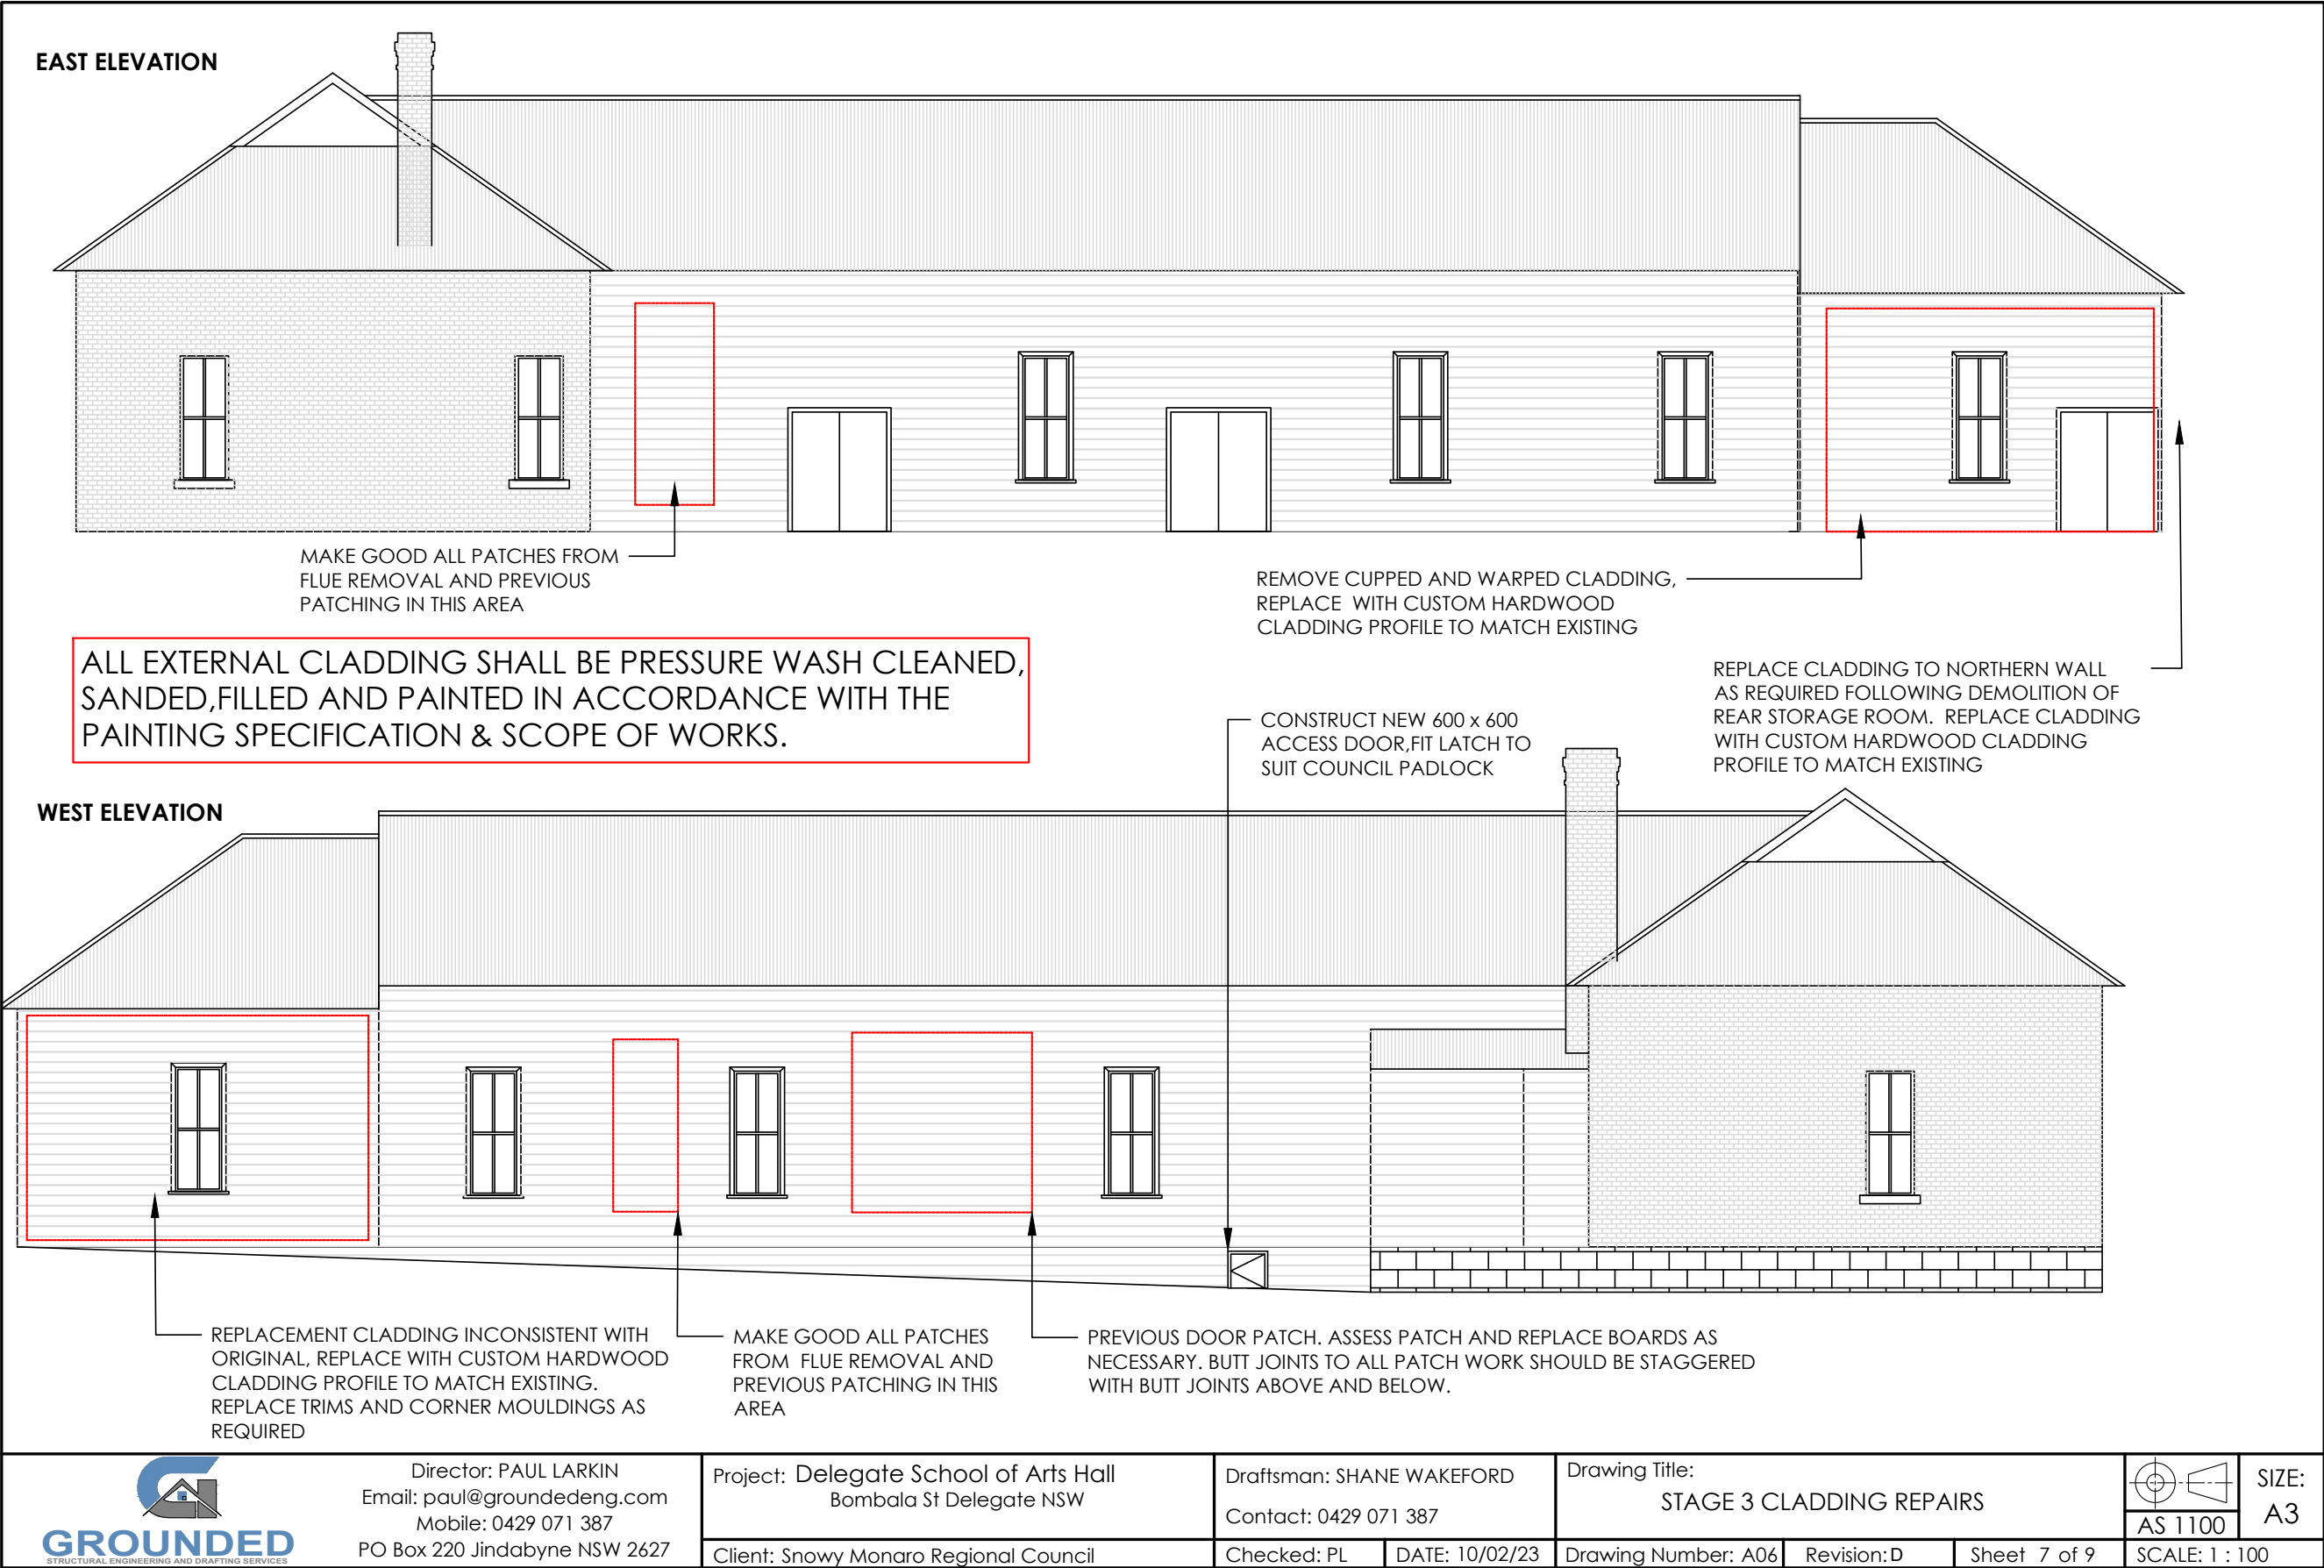 EAST ELEVATION
MAKE GOOD ALL PATCHES FROM
FLUE REMOVAL AND PREVIOUS
PATCHING IN THIS AREA
REMOVE CUPPED AND WARPED CLADDING,
REPLACE WITH CUSTOM HARDWOOD
CLADDING PROFILE TO MATCH EXISTING
ALL EXTERNAL CLADDING SHALL BE PRESSURE WASH CLEANED,
SANDED,FILLED AND PAINTED IN ACCORDANCE WITH THE
PAINTING SPECIFICATION & SCOPE OF WORKS.
REPLACE CLADDING TO NORTHERN WALL
AS REQUIRED FOLLOWING DEMOLITION OF
REAR STORAGE ROOM. REPLACE CLADDING
WITH CUSTOM HARDWOOD CLADDING
PROFILE TO MATCH EXISTING
CONSTRUCT NEW 600 x 600
ACCESS DOOR,FIT LATCH TO
SUIT COUNCIL PADLOCK
WEST ELEVATION
REPLACEMENT CLADDING INCONSISTENT WITH
ORIGINAL, REPLACE WITH CUSTOM HARDWOOD
CLADDING PROFILE TO MATCH EXISTING.
REPLACE TRIMS AND CORNER MOULDINGS AS
REQUIRED
MAKE GOOD ALL PATCHES
FROM FLUE REMOVAL AND
PREVIOUS PATCHING IN THIS
AREA
PREVIOUS DOOR PATCH. ASSESS PATCH AND REPLACE BOARDS AS
NECESSARY. BUTT JOINTS TO ALL PATCH WORK SHOULD BE STAGGERED
WITH BUTT JOINTS ABOVE AND BELOW.
GROUNDED
STRUCTURAL ENGINEERING AND DRAFTING SERVICES
Director: PAUL LARKIN
Email: paul@groundedeng.com
Mobile: 0429 071 387
PO Box 220 Jindabyne NSW 2627
Project: Delegate School of Arts Hall
Bombala St Delegate NSW
Client: Snowy Monaro Regional Council
Draftsman: SHANE WAKEFORD
Contact: 0429 071 387
Checked: PL
DATE: 10/02/23
Drawing Title:
STAGE 3 CLADDING REPAIRS
Drawing Number: A06
Revision: D
Sheet 7 of 9
AS 1100
SIZE:
A3
SCALE: 1 : 100